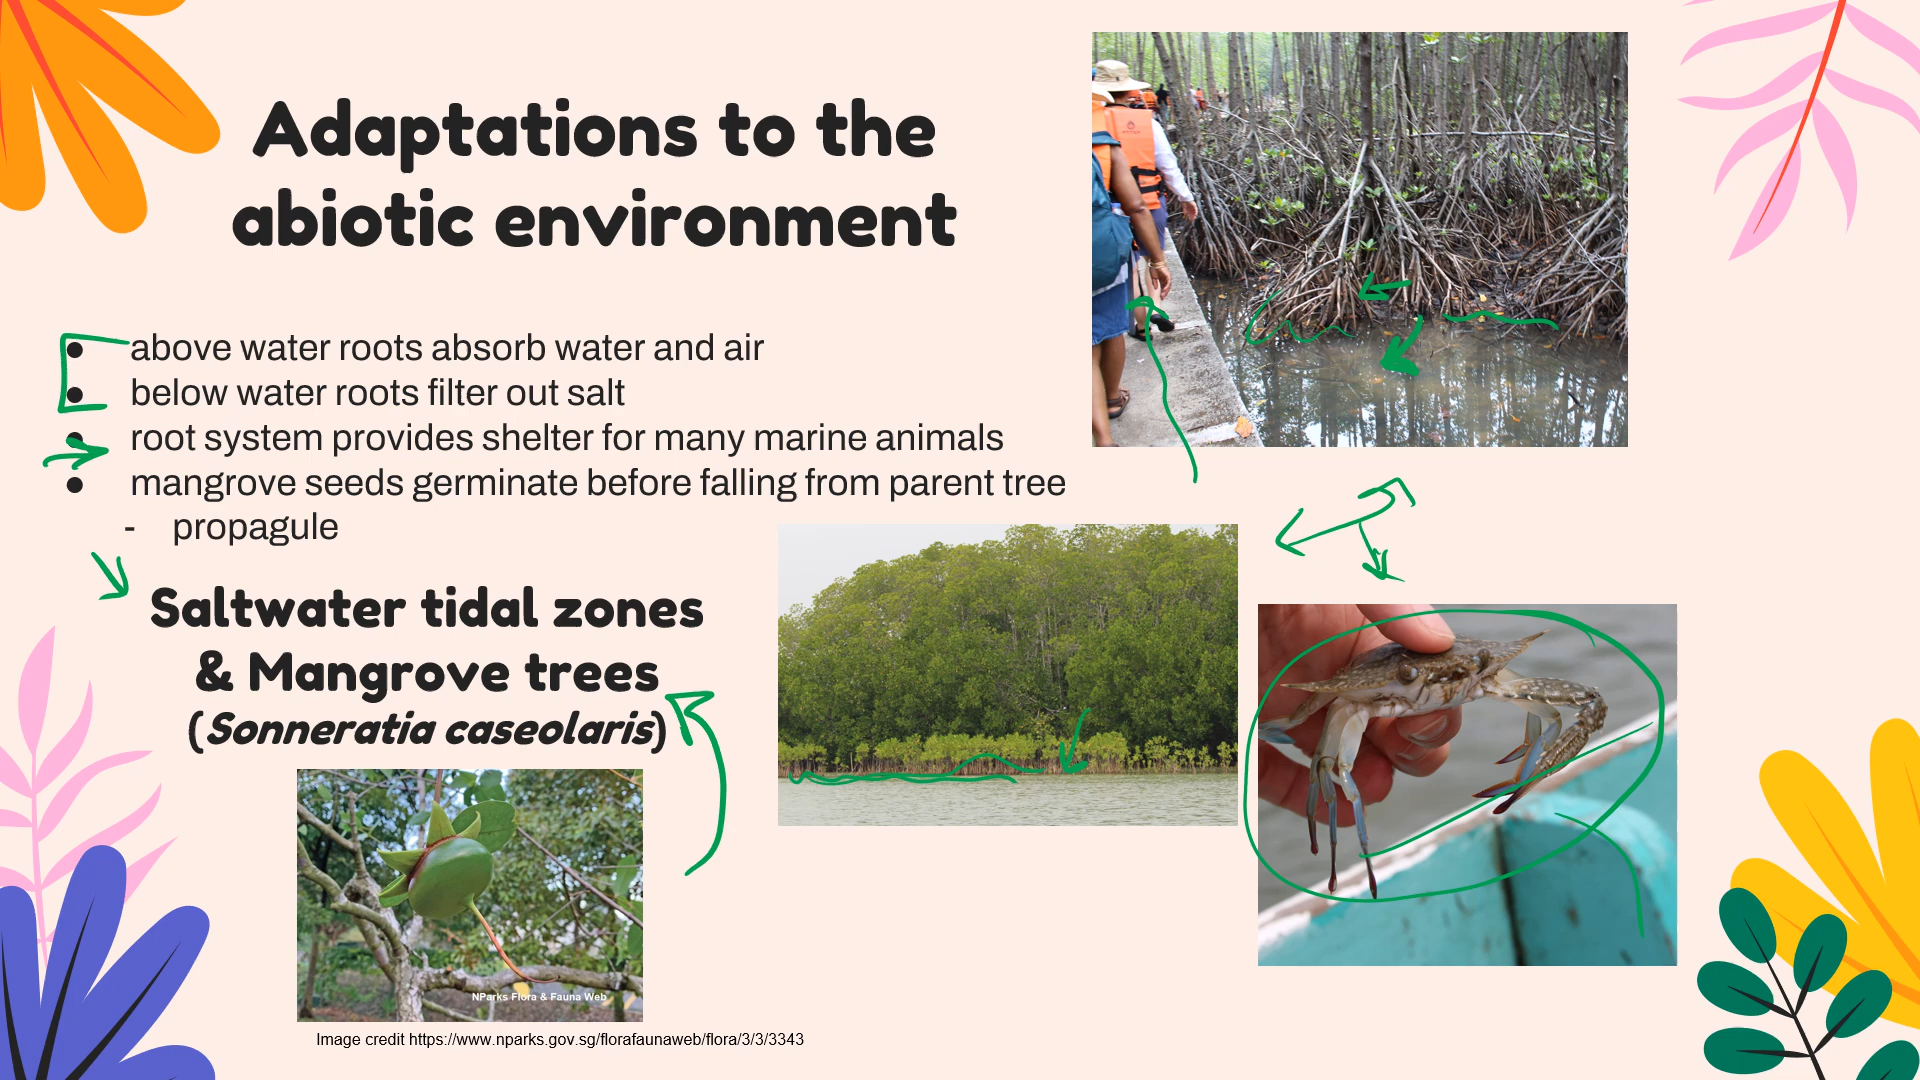 Adaptations to the
abiotic environment
● above water roots absorb water and air
● below water roots filter out salt
● root system provides shelter for many marine animals
● mangrove seeds germinate before falling from parent tree
- propagule
Saltwater tidal zones
& Mangrove trees
(Sonneratia caseolaris)
NParks Flora & Fauna Web
Image credit https://www.nparks.gov.sg/florafaunaweb/flora/3/3/3343